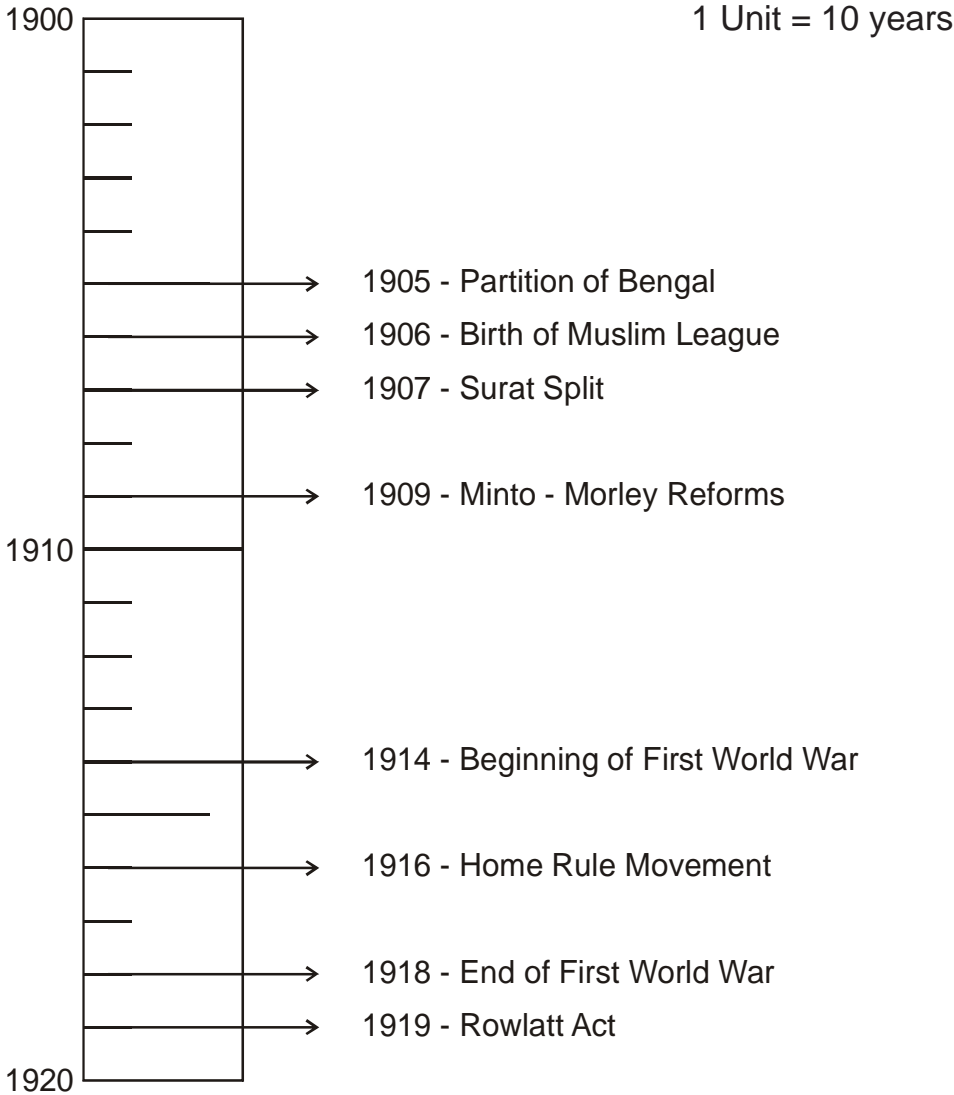 1900
1 Unit = 10 years
1905 - Partition of Bengal
1906 - Birth of Muslim League
1907 - Surat Split
1909 - Minto - Morley Reforms
1910
1914 - Beginning of First World War
1916 - Home Rule Movement
1918 - End of First World War
1919 - Rowlatt Act
1920